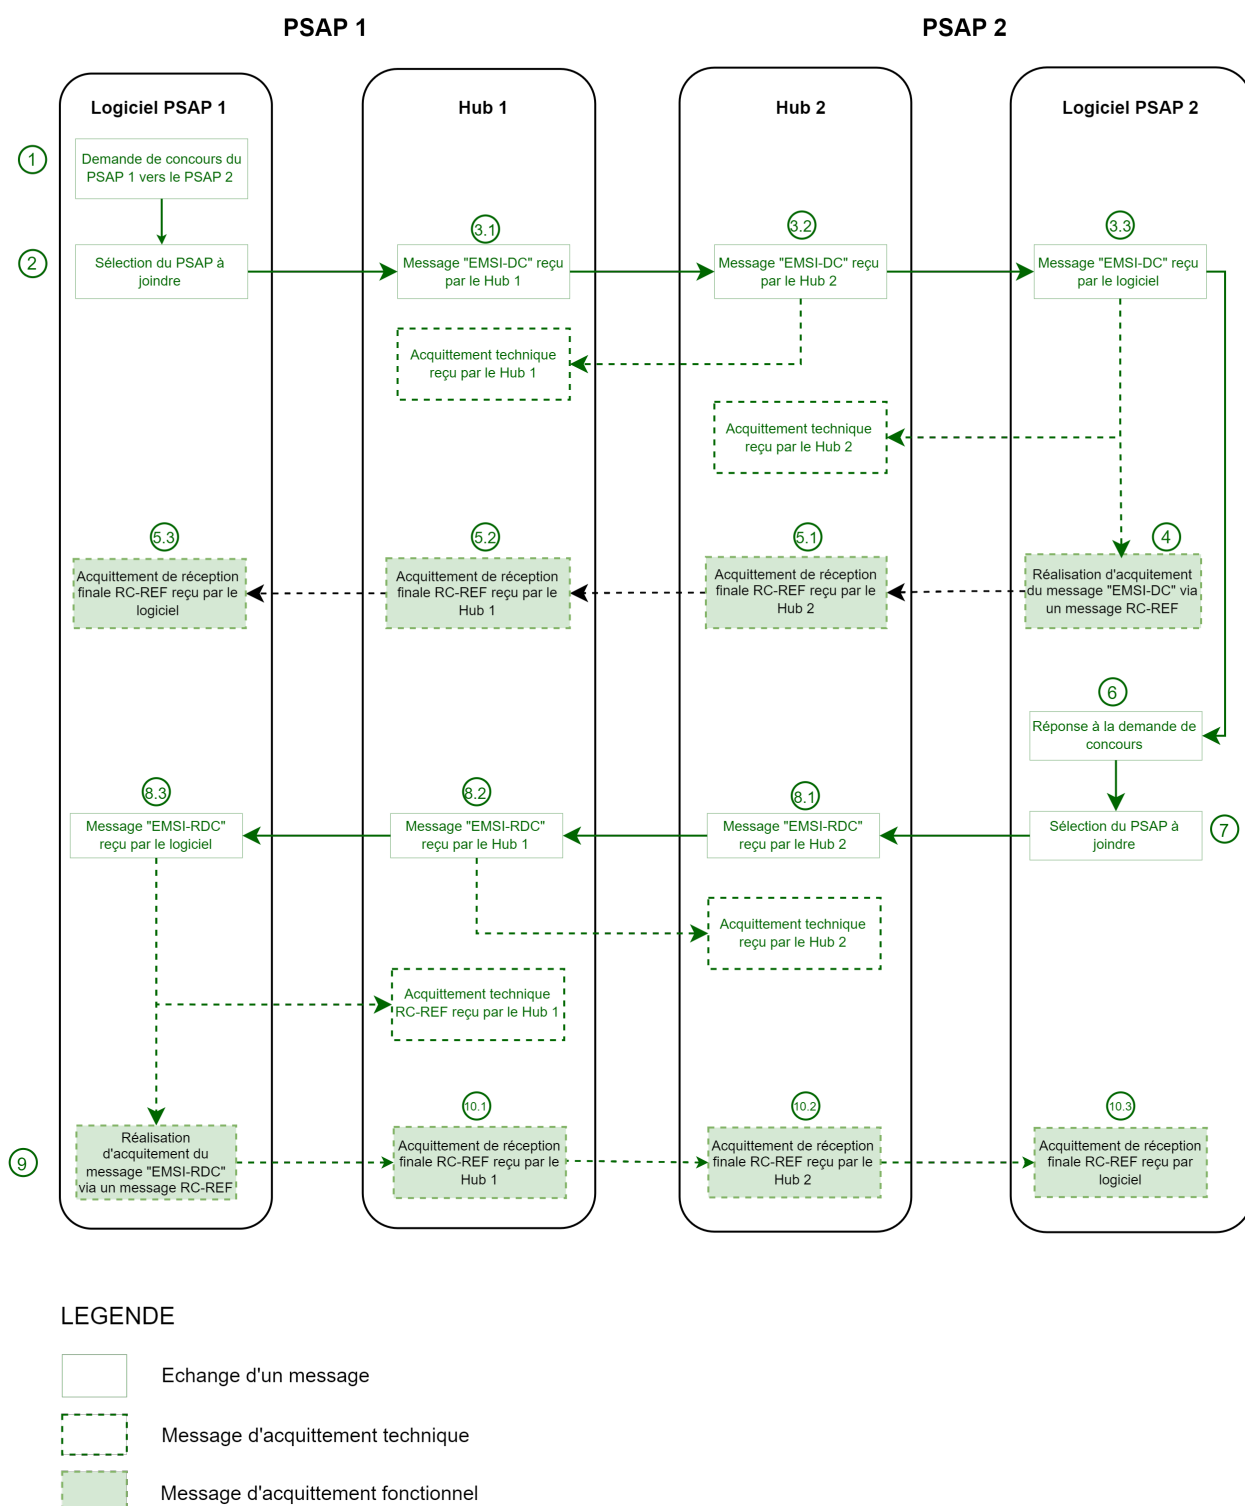 PSAP 1
PSAP 2
Logiciel PSAP 1
Hub 1
Hub 2
Logiciel PSAP 2
1
Demande de concours du
PSAP 1 vers le PSAP 2
2
Sélection du PSAP à
joindre
3.1
Message "EMSI-DC" reçu
par le Hub 1
3.2
Message "EMSI-DC" reçu
par le Hub 2
3.3
Message "EMSI-DC" reçu
par le logiciel
Acquittement technique
reçu par le Hub 1
Acquittement technique
reçu par le Hub 2
5.3
Acquittement de réception
finale RC-REF reçu par le
logiciel
5.2
Acquittement de réception
finale RC-REF reçu par le
Hub 1
5.1
Acquittement de réception
finale RC-REF reçu par le
Hub 2
4
Réalisation d'acquitement
du message "EMSI-DC" via
un message RC-REF
6
Réponse à la demande de
concours
8.3
Message "EMSI-RDC"
reçu par le logiciel
8.2
Message "EMSI-RDC"
reçu par le Hub 1
8.1
Message "EMSI-RDC"
reçu par le Hub 2
Sélection du PSAP à
joindre
7
Acquittement technique
reçu par le Hub 2
Acquittement technique
RC-REF reçu par le Hub 1
9
Réalisation
d'acquitement du
message "EMSI-RDC"
via un message RC-REF
10.1
Acquittement de réception
finale RC-REF reçu par le
Hub 1
10.2
Acquittement de réception
finale RC-REF reçu par le
Hub 2
10.3
Acquittement de réception
finale RC-REF reçu par
logiciel
LEGENDE
Echange d'un message
Message d'acquittement technique
Message d'acquittement fonctionnel